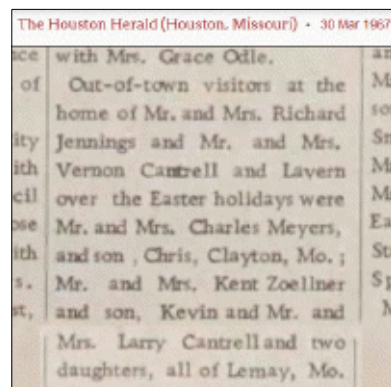 The Houston Herald (Houston, Missouri) • 30 Mar 1967
with Mrs. Grace Odle.
Out-of-town visitors at the
home of Mr. and Mrs. Richard
Jennings and Mr. and Mrs.
Vernon Cantrell and Lavern
over the Easter holidays were
Mr. and Mrs. Charles Meyers,
and son , Chris, Clayton, Mo. ;
Mr. and Mrs. Kent Zoellner
and son, Kevin and Mr. and
Mrs. Larry Cantrell and two
daughters, all of Lemay, Mo.